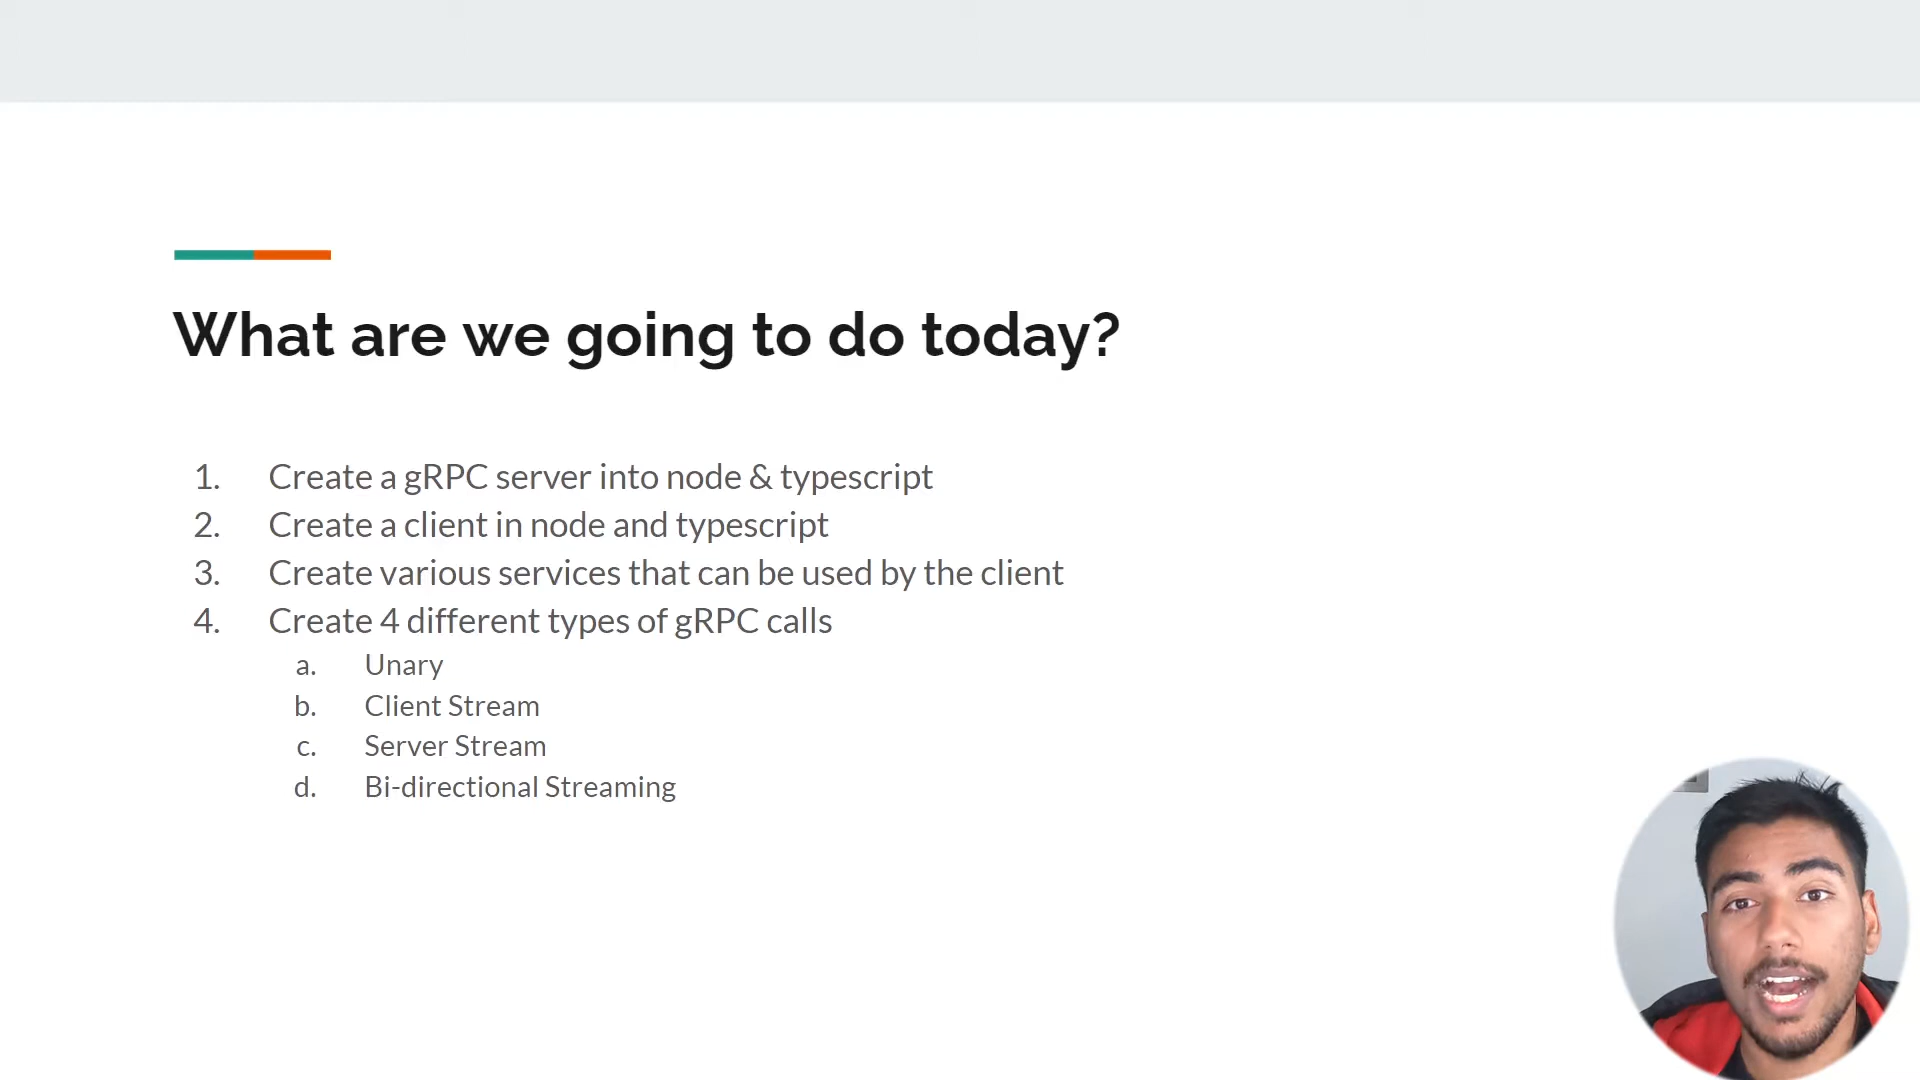 What are we going to do today?
1. Create a gRPC server into node & typescript
2. Create a client in node and typescript
3. Create various services that can be used by the client
4. Create 4 different types of gRPC calls
a. Unary
b. Client Stream
c. Server Stream
d. Bi-directional Streaming